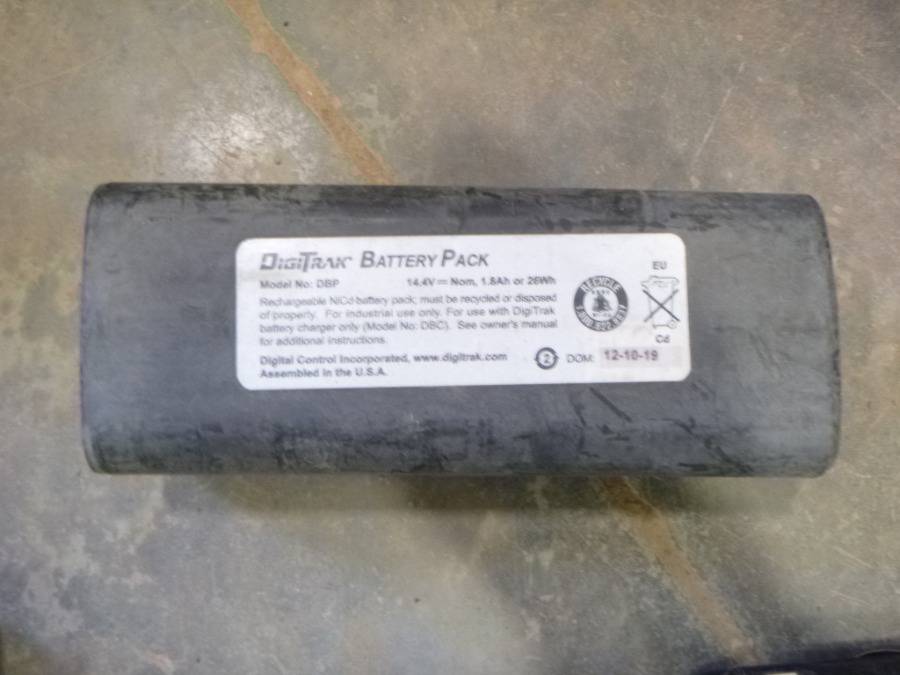 DIGITRAK BATTERY PACK
Model No: DBP 14.4V⎓Nom, 1.8Ah or 26Wh
Rechargeable NiCd battery pack; must be recycled or disposed
of properly. For industrial use only. For use with DigiTrak
battery charger only (Model No: DBC). See owner's manual
for additional instructions.
Digital Control Incorporated, www.digitrak.com
Assembled in the U.S.A.
2 DOM: 12-10-19
RECYCLE
EU
Cd